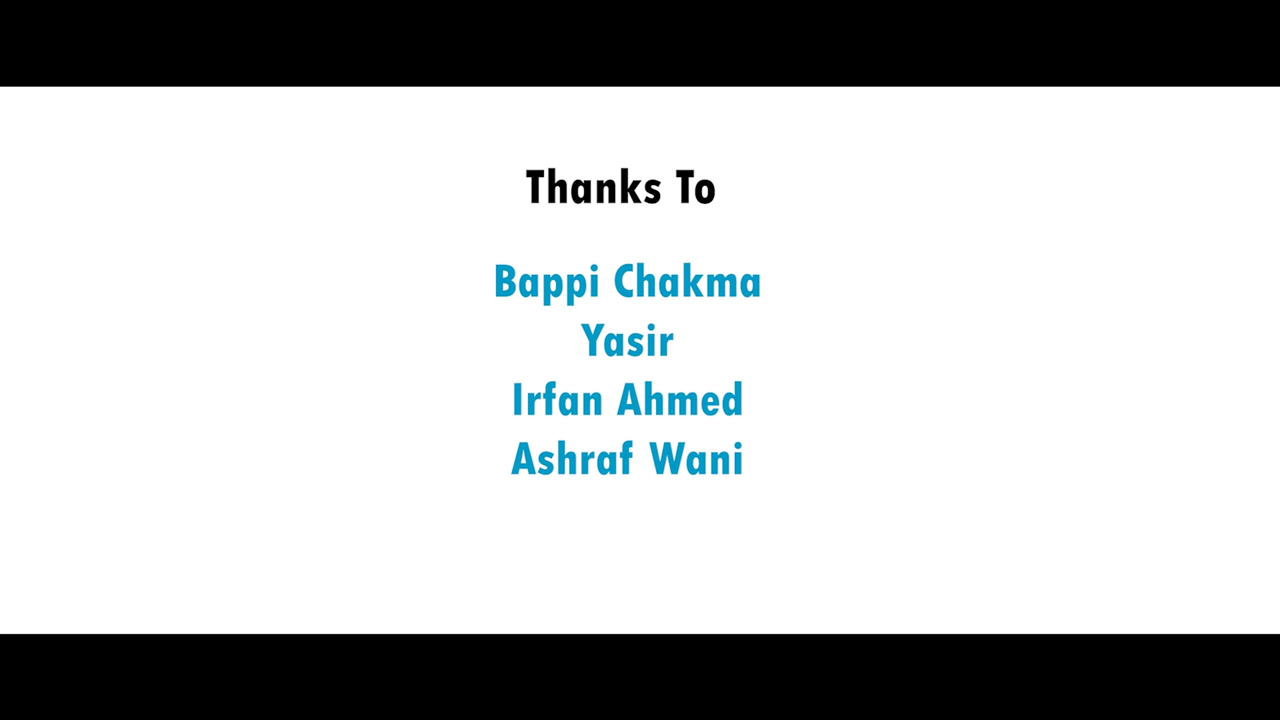 Thanks To
Bappi Chakma
Yasir
Irfan Ahmed
Ashraf Wani